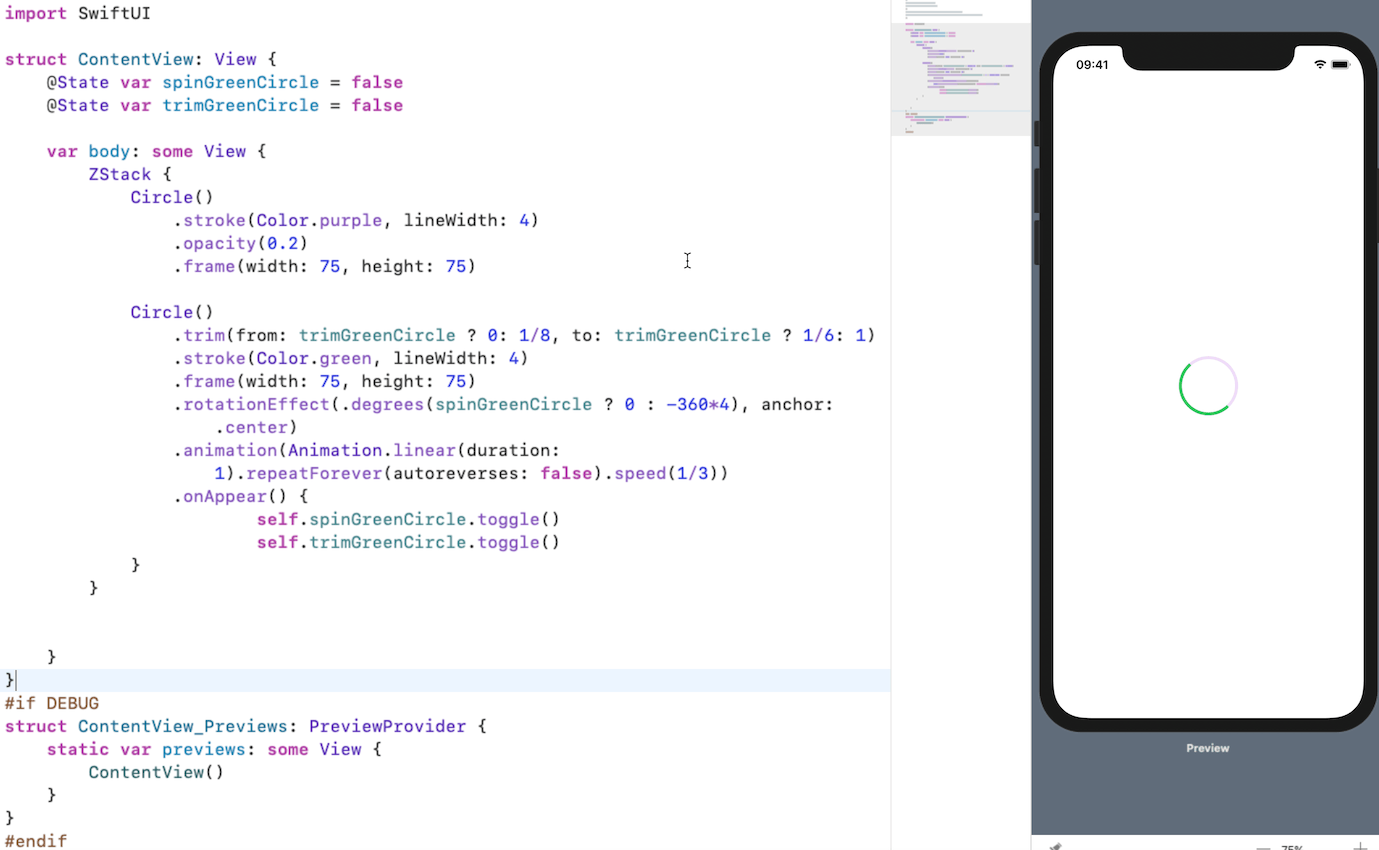 import SwiftUI

struct ContentView: View {
    @State var spinGreenCircle = false
    @State var trimGreenCircle = false

    var body: some View {
        ZStack {
            Circle()
                .stroke(Color.purple, lineWidth: 4)
                .opacity(0.2)
                .frame(width: 75, height: 75)

            Circle()
                .trim(from: trimGreenCircle ? 0: 1/8, to: trimGreenCircle ? 1/6: 1)
                .stroke(Color.green, lineWidth: 4)
                .frame(width: 75, height: 75)
                .rotationEffect(.degrees(spinGreenCircle ? 0 : -360*4), anchor:
                    .center)
                .animation(Animation.linear(duration:
                    1).repeatForever(autoreverses: false).speed(1/3))
                .onAppear() {
                        self.spinGreenCircle.toggle()
                        self.trimGreenCircle.toggle()
            }
        }


    }
}
#if DEBUG
struct ContentView_Previews: PreviewProvider {
    static var previews: some View {
        ContentView()
    }
}
#endif
09:41
Preview
75%